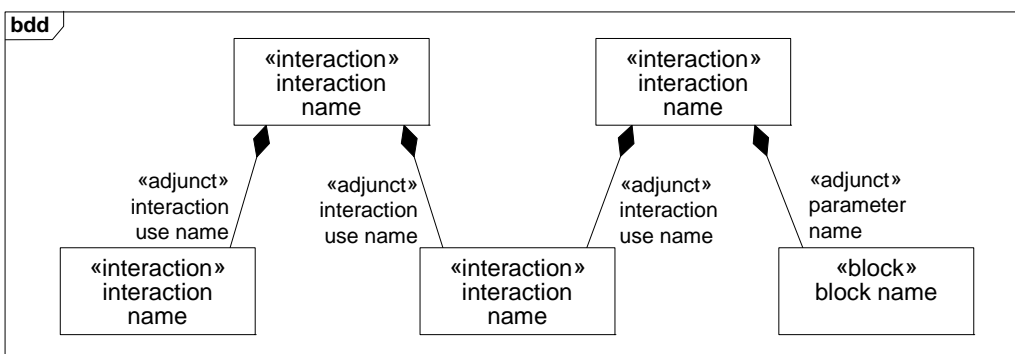 bdd
«interaction»
interaction
name
«interaction»
interaction
name
«adjunct»
interaction
use name
«adjunct»
interaction
use name
«adjunct»
interaction
use name
«adjunct»
parameter
name
«interaction»
interaction
name
«interaction»
interaction
name
«block»
block name